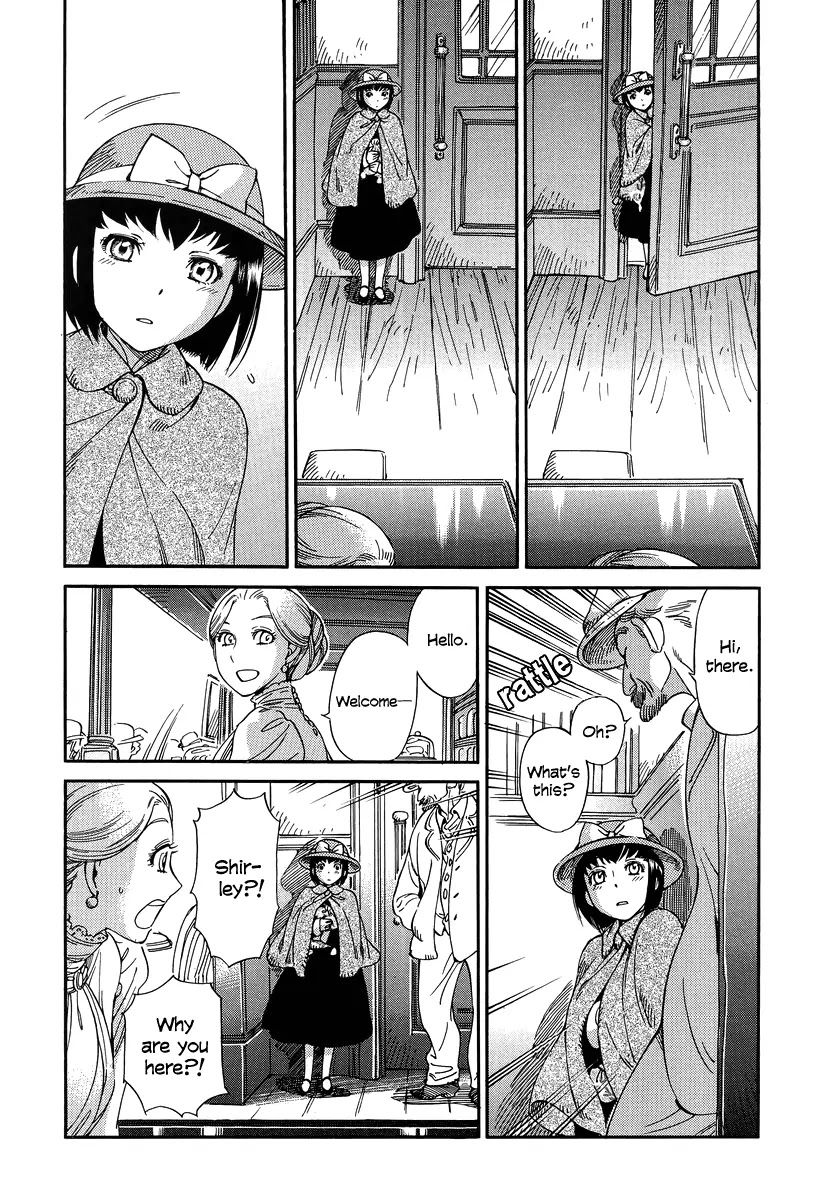 Hi,
there.
rattle
Oh?
What's
this?
Hello.
Welcome—
Shir-
ley?!
Why
are you
here?!